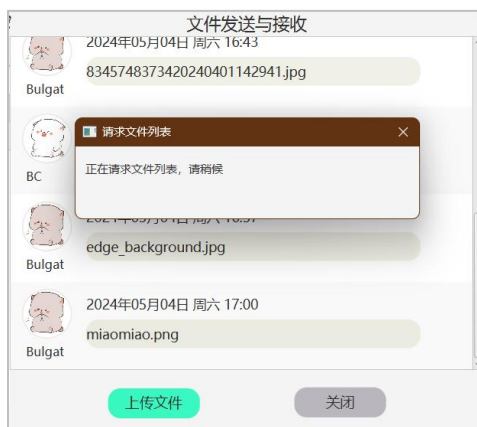 文件发送与接收
2024年05月04日 周六 16:43
8345748373420240401142941.jpg
Bulgat
请求文件列表
BC
正在请求文件列表，请稍候
edge_background.jpg
Bulgat
2024年05月04日 周六 17:00
miaomiao.png
Bulgat
上传文件
关闭